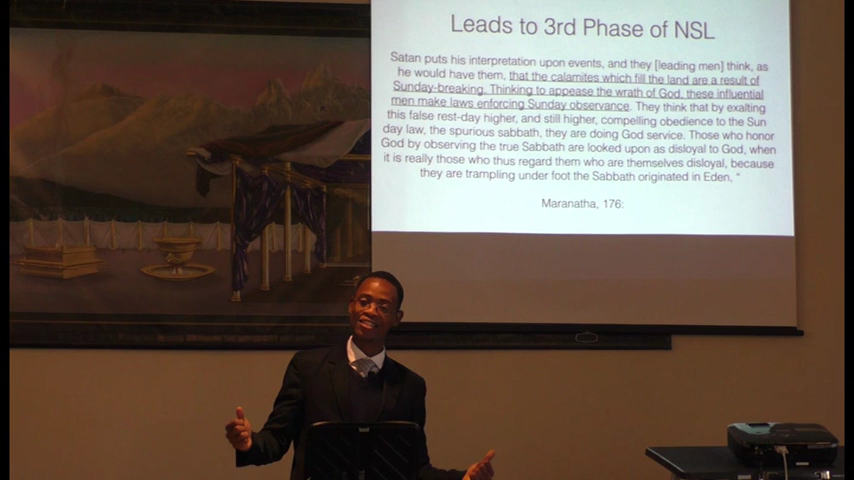 Leads to 3rd Phase of NSL
Satan puts his interpretation upon events, and they [leading men] think, as
he would have them, that the calamites which fill the land are a result of
Sunday-breaking. Thinking to appease the wrath of God, these influential
men make laws enforcing Sunday observance. They think that by exalting
this false rest-day higher, and still higher, compelling obedience to the Sun
day law, the spurious sabbath, they are doing God service. Those who honor
God by observing the true Sabbath are looked upon as disloyal to God, when
it is really those who thus regard them who are themselves disloyal, because
they are trampling under foot the Sabbath originated in Eden, "
Maranatha, 176: